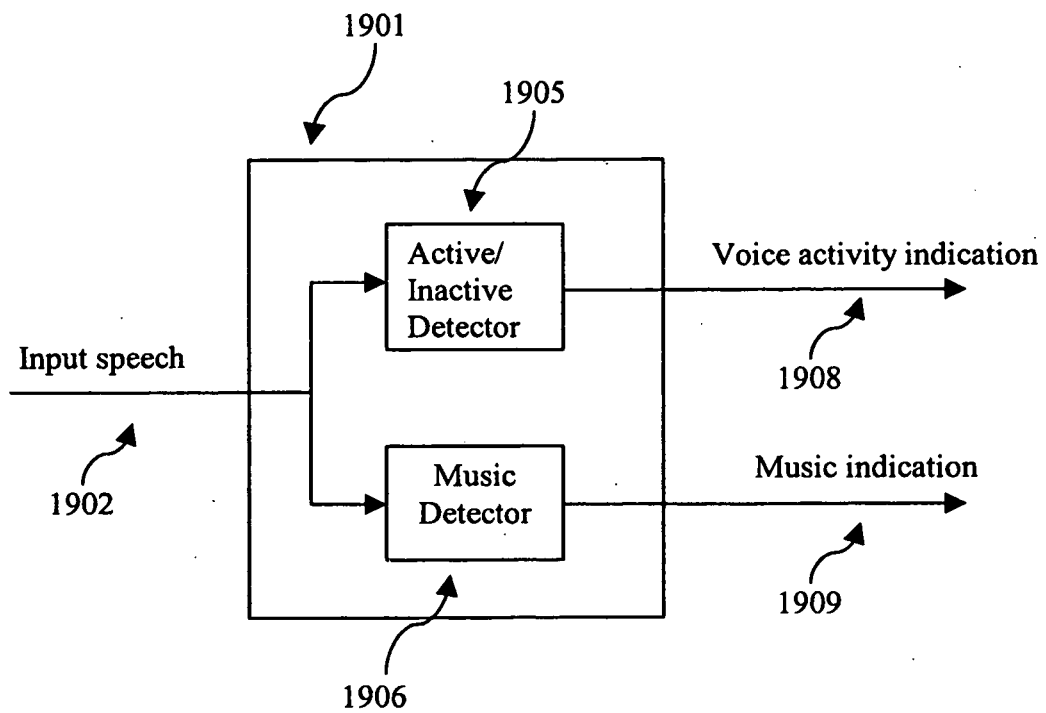 1901
1905
Active/
Inactive
Detector
Voice activity indication
Input speech
1908
1902
Music
Detector
Music indication
1909
1906